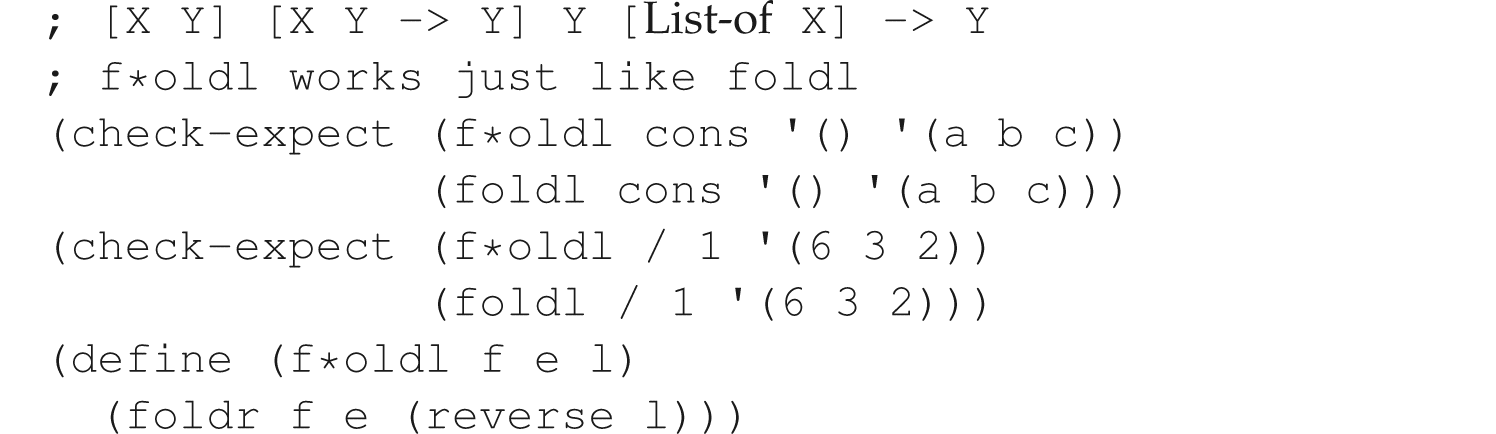 ; [X Y] [X Y -> Y] Y [List-of X] -> Y
; f*oldl works just like foldl
(check-expect (f*oldl cons '() '(a b c))
              (foldl cons '() '(a b c)))
(check-expect (f*oldl / 1 '(6 3 2))
              (foldl / 1 '(6 3 2)))
(define (f*oldl f e l)
  (foldr f e (reverse l)))